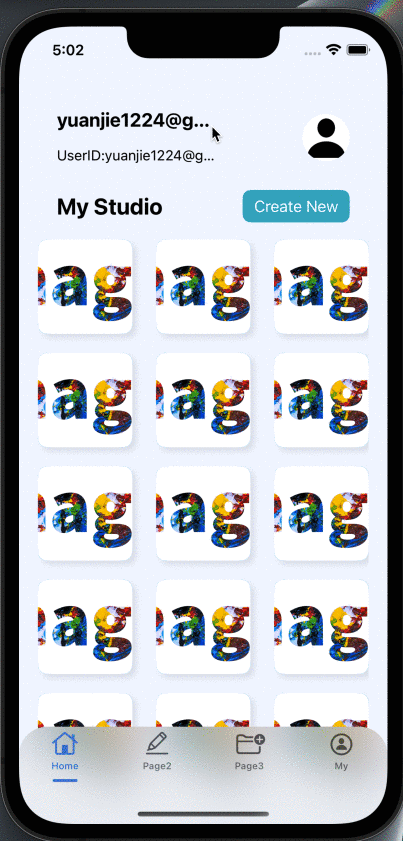 5:02
yuanjie1224@g...
UserID:yuanjie1224@g...
My Studio
Create New
ag ag ag
ag ag ag
ag ag ag
ag ag ag
Home
Page2
Page3
My